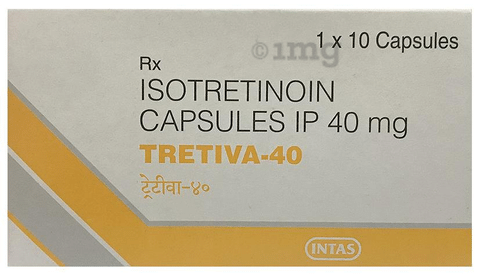 1 x 10 Capsules
©1mg
Rx
ISOTRETINOIN
CAPSULES IP 40 mg
TRETIVA-40
ट्रेटीवा-४०
INTAS